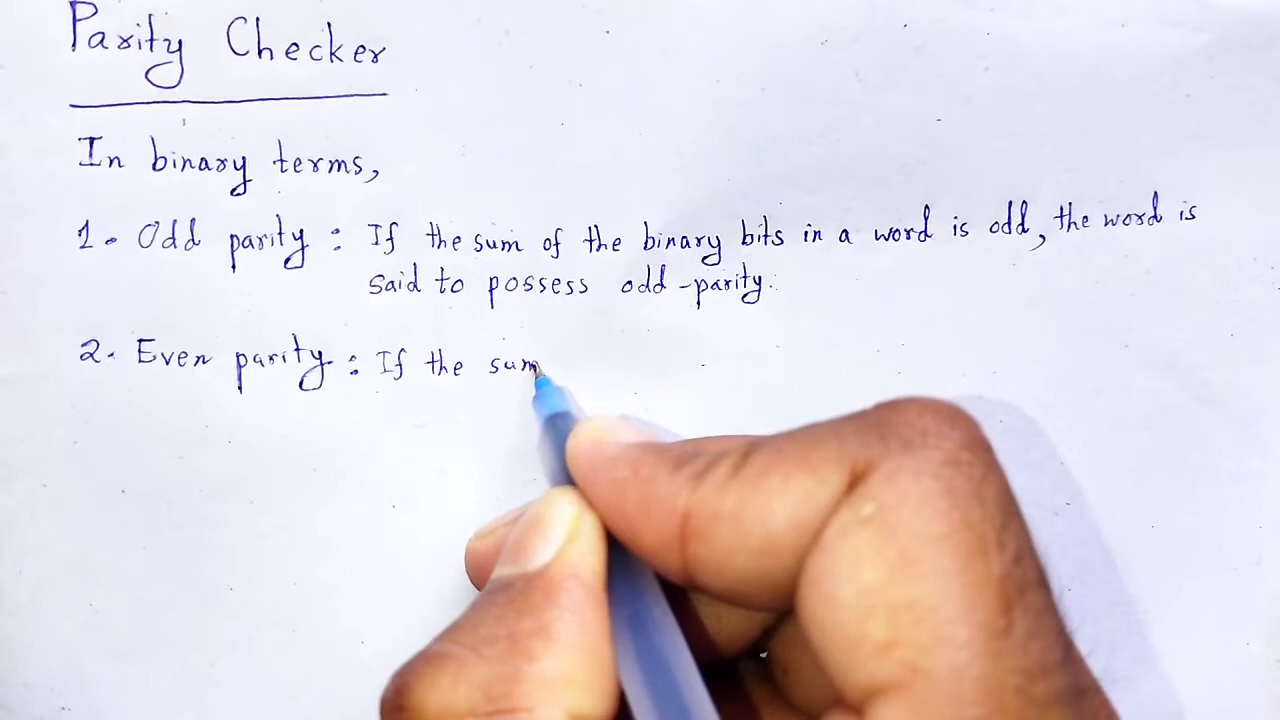 Parity Checker
In binary terms,
1. Odd parity : If the sum of the binary bits in a word is odd, the word is
said to possess odd-parity.
2. Even parity : If the sum